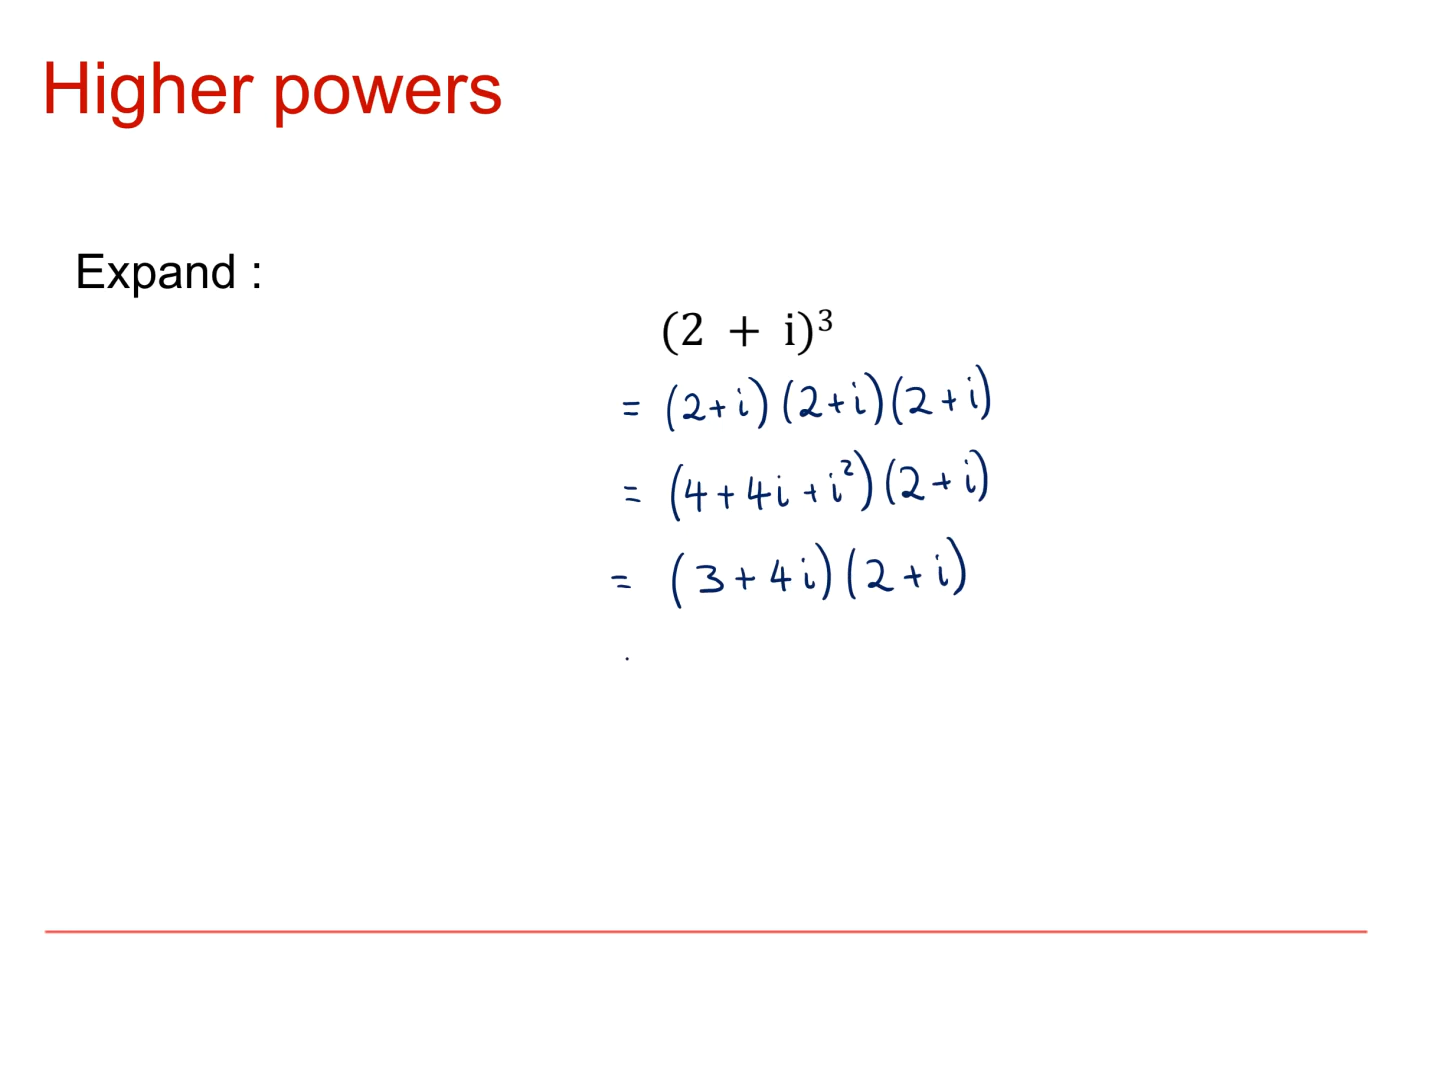 Higher powers
Expand :
(2 + i)³
= (2+i)(2+i)(2+i)
= (4+4i+i²)(2+i)
= (3+4i)(2+i)